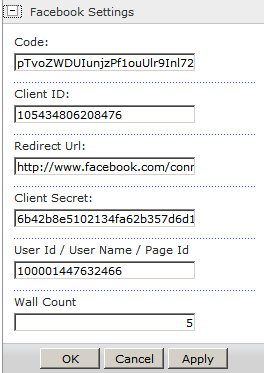 Facebook Settings
Code:
pTvoZWDUIunjzPf1ouUlr9Inl72
Client ID:
105434806208476
Redirect Url:
http://www.facebook.com/conn
Client Secret:
6b42b8e5102134fa62b357d6d1
User Id / User Name / Page Id
100001447632466
Wall Count
5
OK Cancel Apply